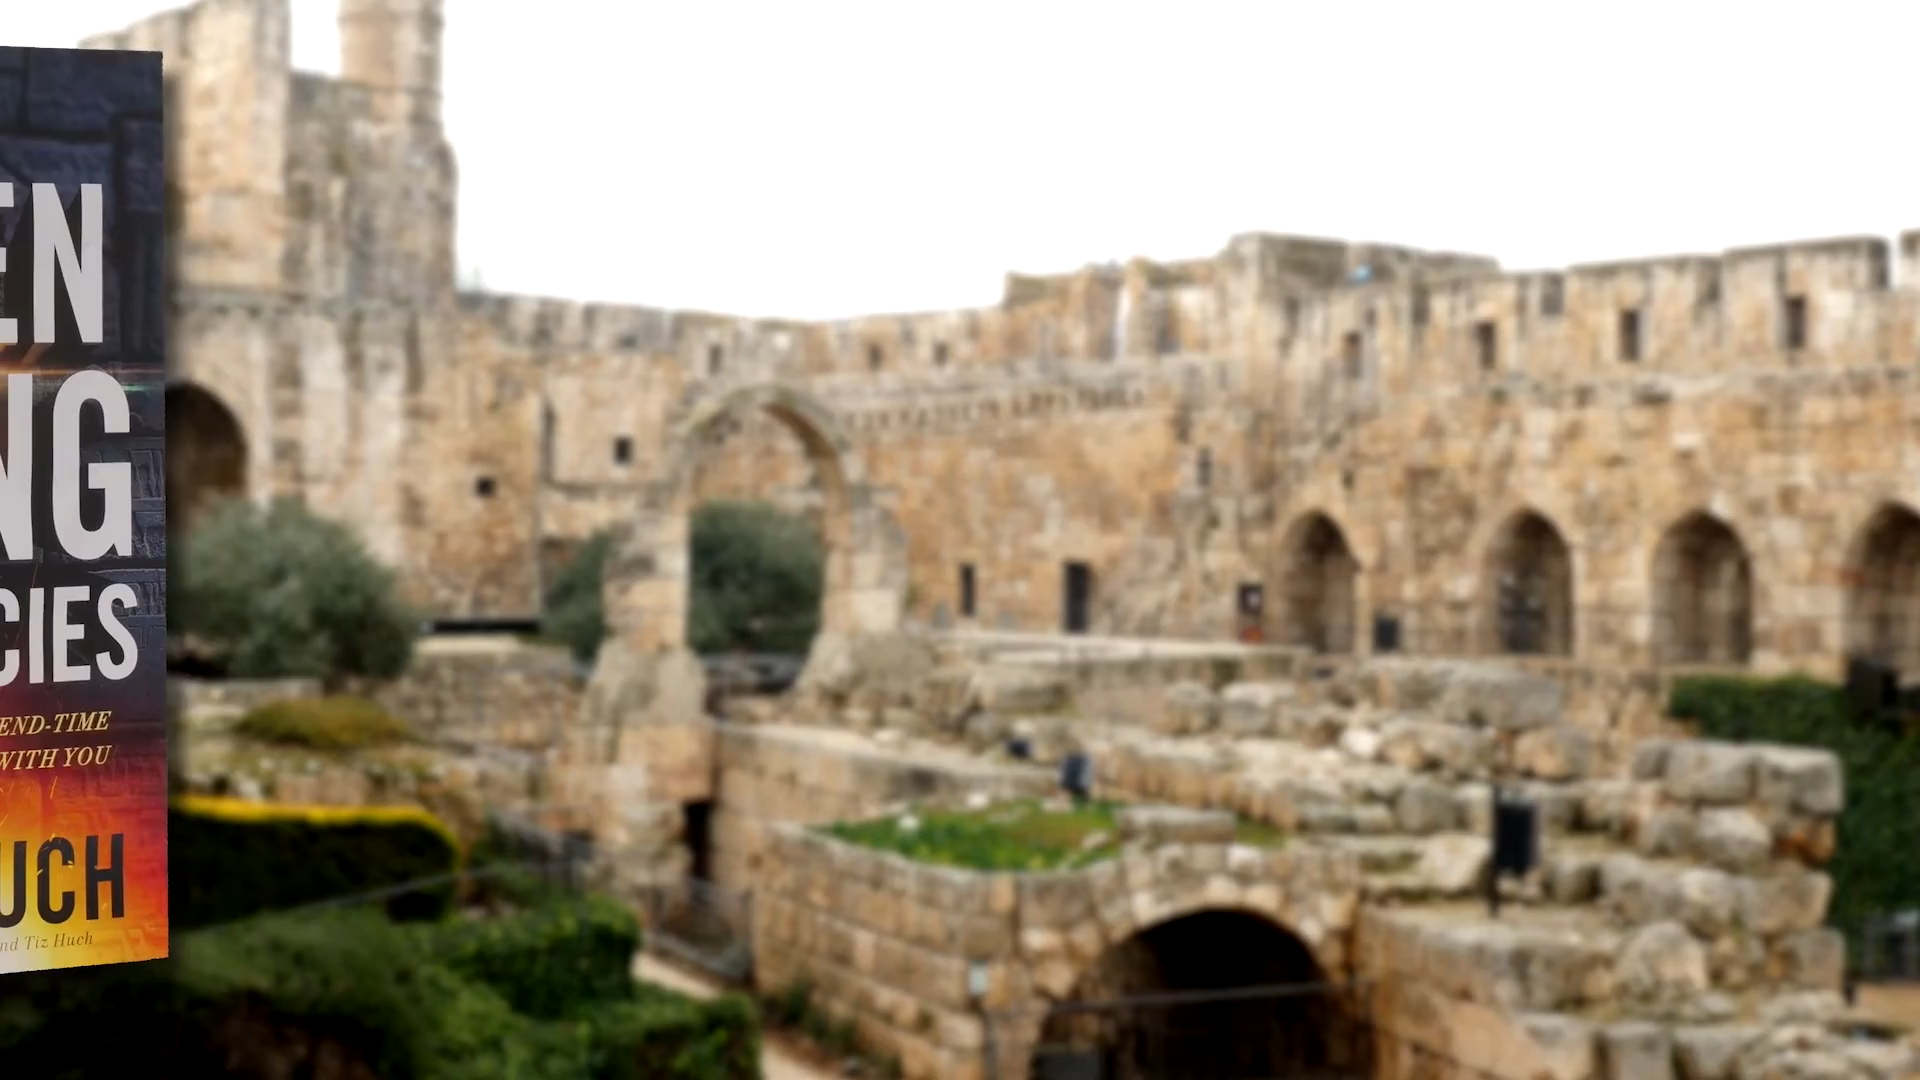 EN
NG
CIES
END-TIME
WITH YOU
UCH
nd Tiz Huch